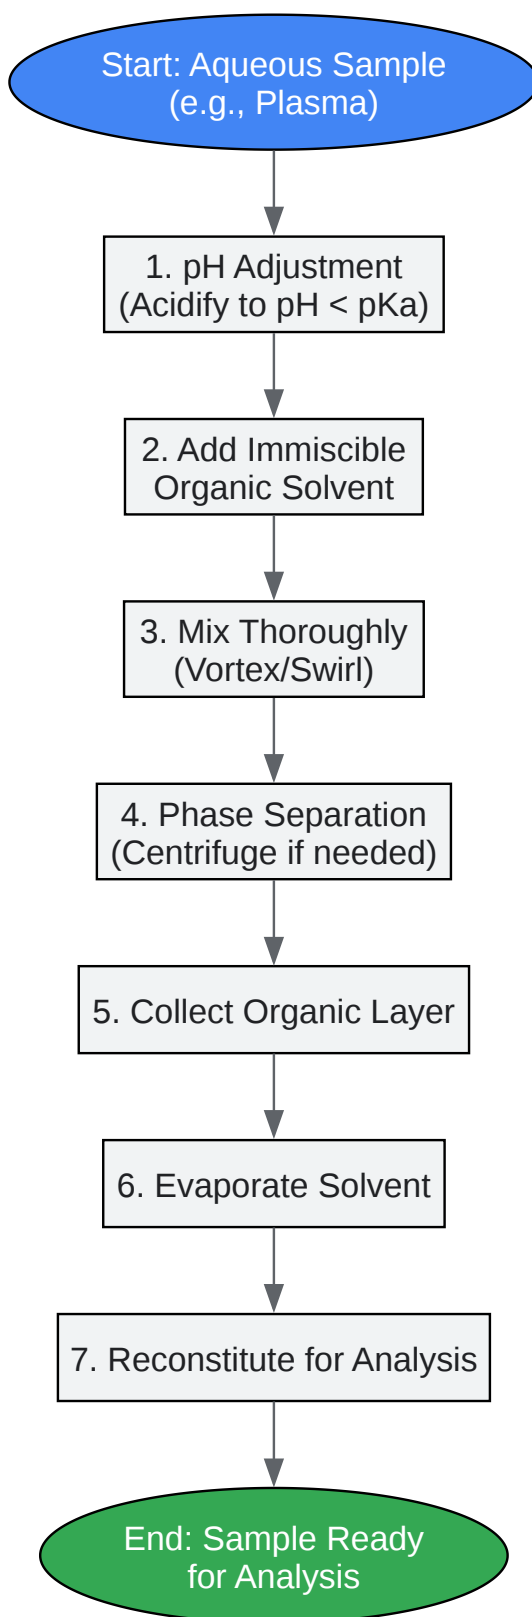 Start: Aqueous Sample
(e.g., Plasma)
1. pH Adjustment
(Acidify to pH < pKa)
2. Add Immiscible
Organic Solvent
3. Mix Thoroughly
(Vortex/Swirl)
4. Phase Separation
(Centrifuge if needed)
5. Collect Organic Layer
6. Evaporate Solvent
7. Reconstitute for Analysis
End: Sample Ready
for Analysis